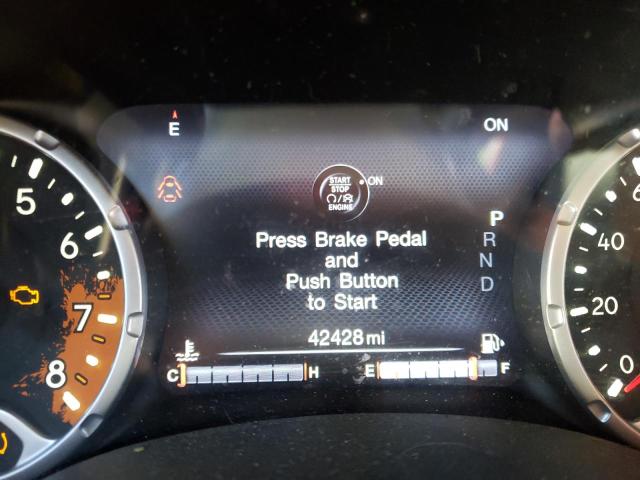 E
ON
START
STOP
ENGINE
ON
Press Brake Pedal
and
Push Button
to Start
P
R
N
D
42428 mi
C
H
E
F
5
6
7
8
40
20
0